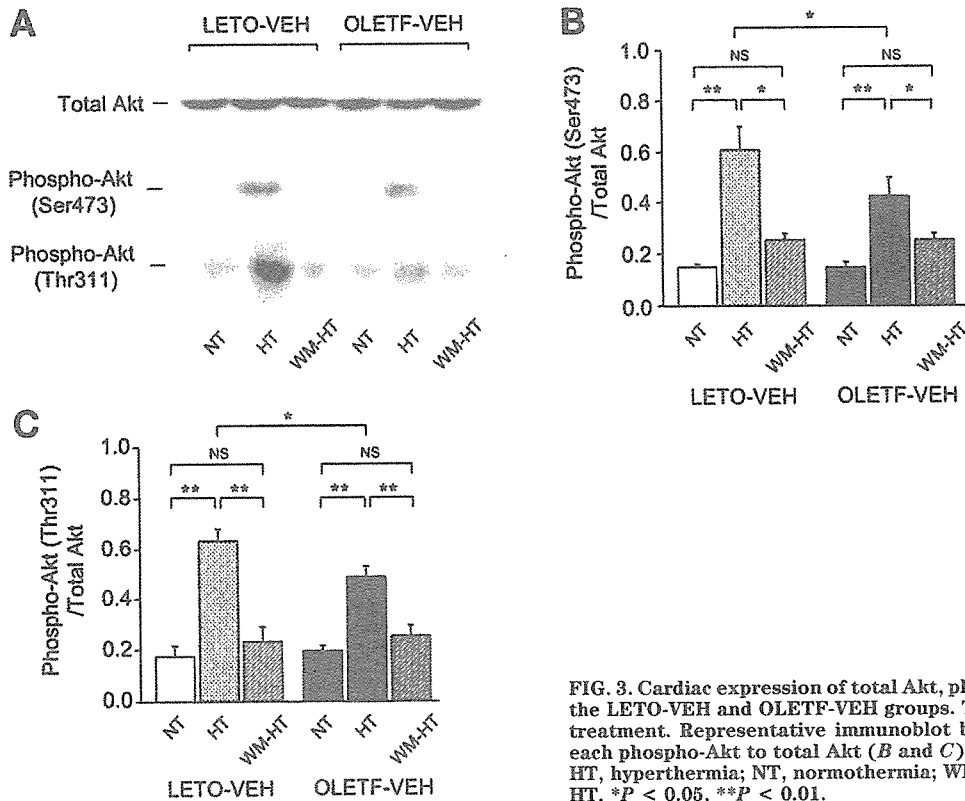 A
LETO-VEH OLETF-VEH
Total Akt
Phospho-Akt
(Ser473)
Phospho-Akt
(Thr311)
NT HT WM-HT NT HT WM-HT
B
*
NS NS
** * ** *
1.0
0.8
0.6
0.4
0.2
0.0
Phospho-Akt (Ser473)
/Total Akt
NT HT WM-HT NT HT WM-HT
LETO-VEH OLETF-VEH
C
*
NS NS
** ** ** **
1.0
0.8
0.6
0.4
0.2
0.0
Phospho-Akt (Thr311)
/Total Akt
NT HT WM-HT NT HT WM-HT
LETO-VEH OLETF-VEH
FIG. 3. Cardiac expression of total Akt, pl
the LETO-VEH and OLETF-VEH groups. T
treatment. Representative immunoblot b
each phospho-Akt to total Akt (B and C)
HT, hyperthermia; NT, normothermia; W
HT. *P < 0.05, **P < 0.01.